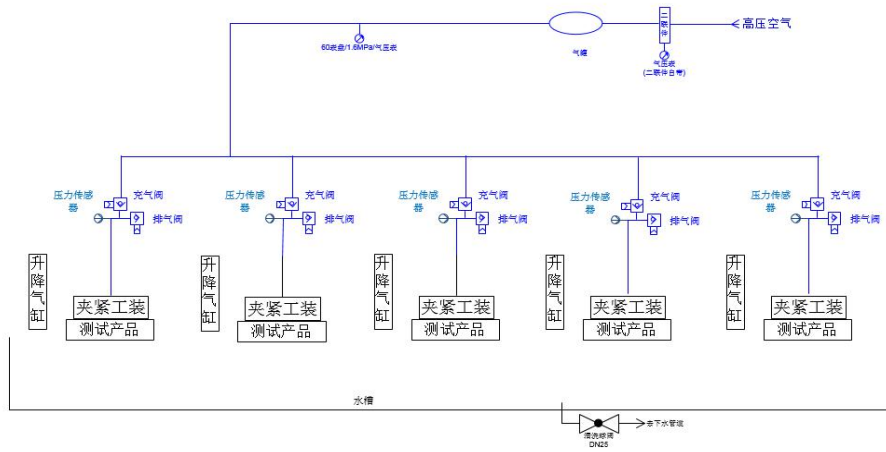 二联件
高压空气
60表盘/1.6MPa/气压表
气罐
气压表
(二联件自带)
压力传感器
充气阀
排气阀
压力传感器
充气阀
排气阀
压力传感器
充气阀
排气阀
压力传感器
充气阀
排气阀
压力传感器
充气阀
排气阀
升降气缸
夹紧工装
测试产品
升降气缸
夹紧工装
测试产品
升降气缸
夹紧工装
测试产品
升降气缸
夹紧工装
测试产品
升降气缸
夹紧工装
测试产品
水槽
去下水管道
清洗球阀
DN25